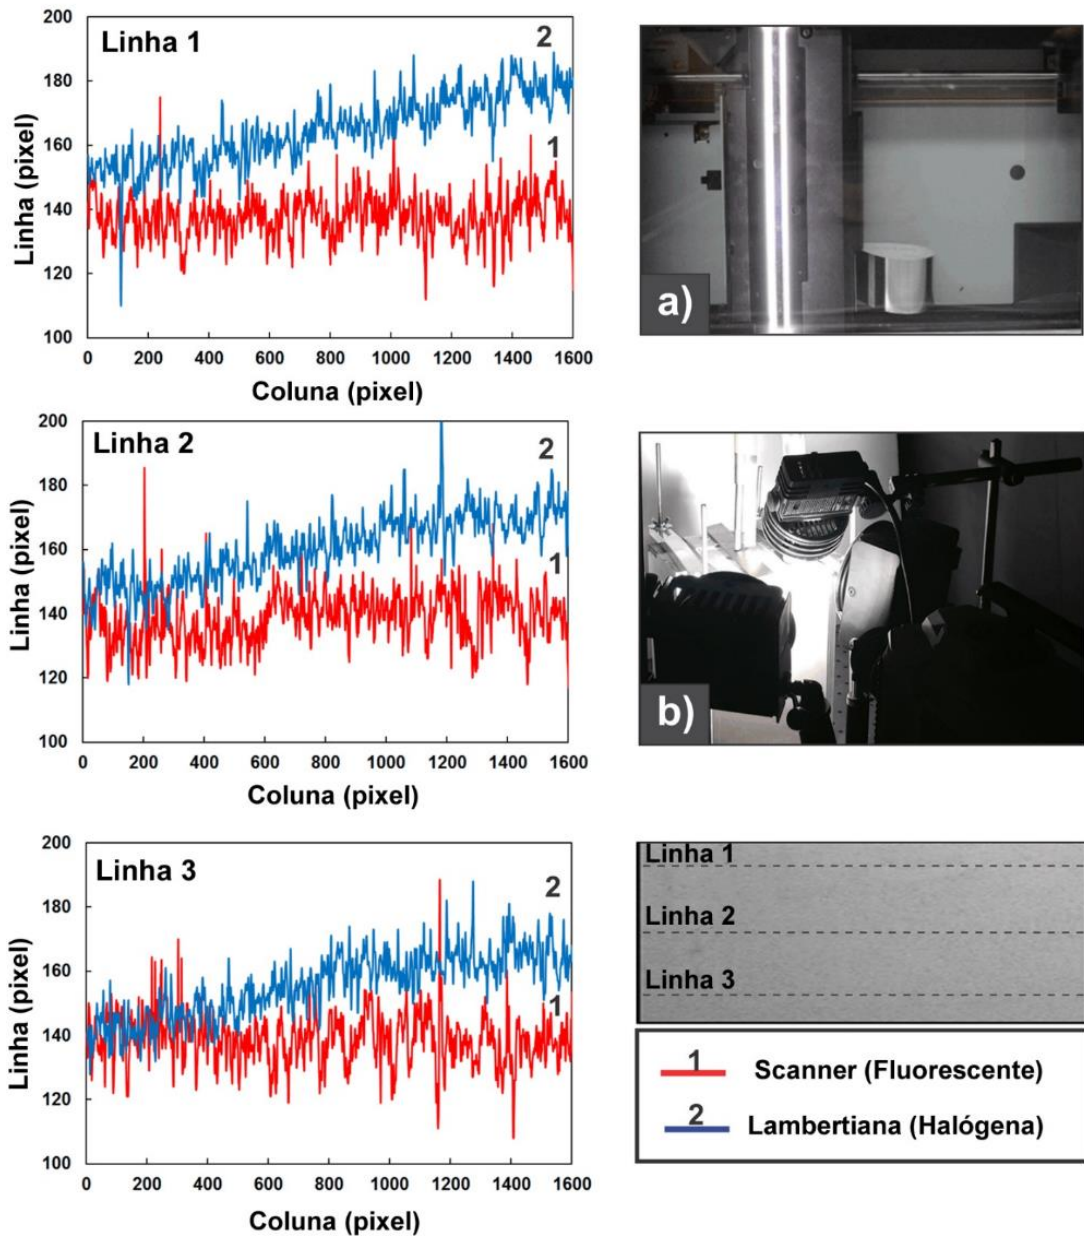 Linha 1
2
1
Linha (pixel)
200
180
160
140
120
100
0 200 400 600 800 1000 1200 1400 1600
Coluna (pixel)
a)
Linha 2
2
1
Linha (pixel)
200
180
160
140
120
100
0 200 400 600 800 1000 1200 1400 1600
Coluna (pixel)
b)
Linha 3
2
1
Linha (pixel)
200
180
160
140
120
100
0 200 400 600 800 1000 1200 1400 1600
Coluna (pixel)
Linha 1
Linha 2
Linha 3
1 Scanner (Fluorescente)
2 Lambertiana (Halógena)